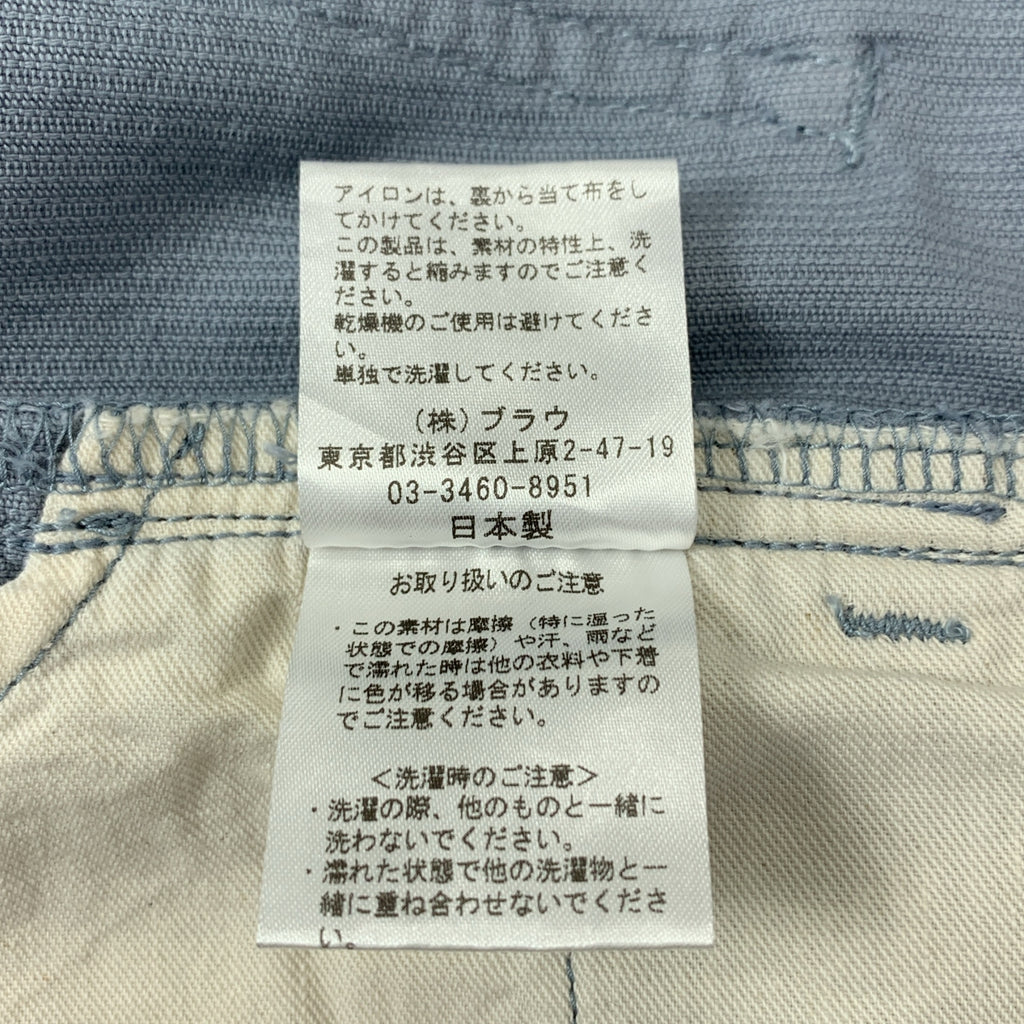 アイロンは、裏から当て布をし
てかけてください。
この製品は、素材の特性上、洗
濯すると縮みますのでご注意く
ださい。
乾燥機のご使用は避けてくださ
い。
単独で洗濯してください。
(株)ブラウ
東京都渋谷区上原2-47-19
03-3460-8951
日本製
お取り扱いのご注意
・この素材は摩擦(特に湿った
状態での摩擦)や汗、雨など
で濡れた時は他の衣料や下着
に色が移る場合がありますの
でご注意ください。
<洗濯時のご注意>
・洗濯の際、他のものと一緒に
洗わないでください。
・濡れた状態で他の洗濯物と一
緒に重ね合わせないでくださ
い。